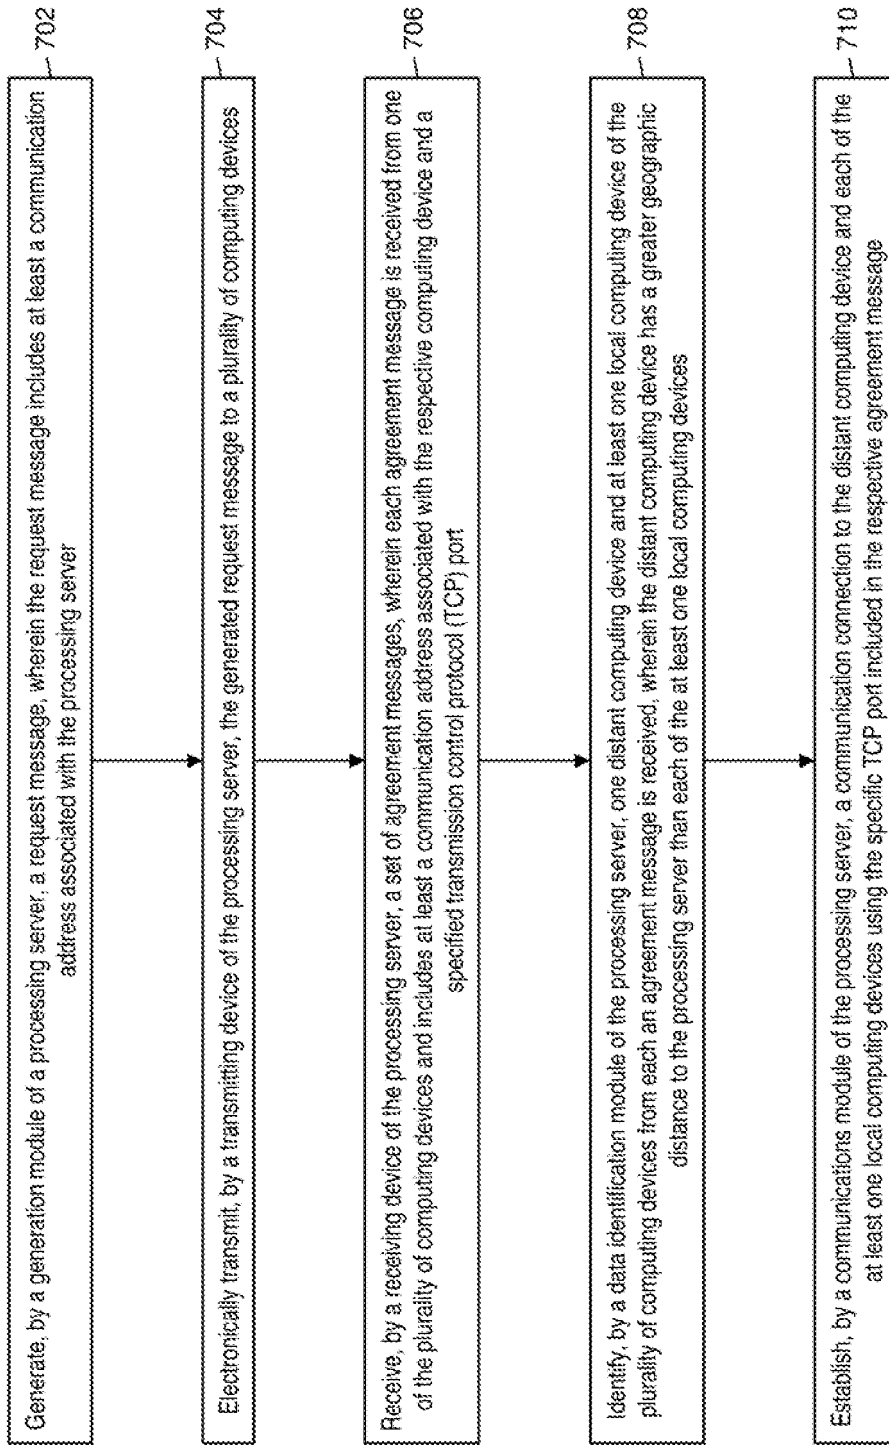 Generate, by a generation module of a processing server, a request message, wherein the request message includes at least a communication
address associated with the processing server
702
Electronically transmit, by a transmitting device of the processing server, the generated request message to a plurality of computing devices
704
Receive, by a receiving device of the processing server, a set of agreement messages, wherein each agreement message is received from one
of the plurality of computing devices and includes at least a communication address associated with the respective computing device and a
specified transmission control protocol (TCP) port
706
Identify, by a data identification module of the processing server, one distant computing device and at least one local computing device of the
plurality of computing devices from each an agreement message is received, wherein the distant computing device has a greater geographic
distance to the processing server than each of the at least one local computing devices
708
Establish, by a communications module of the processing server, a communication connection to the distant computing device and each of the
at least one local computing devices using the specific TCP port included in the respective agreement message
710